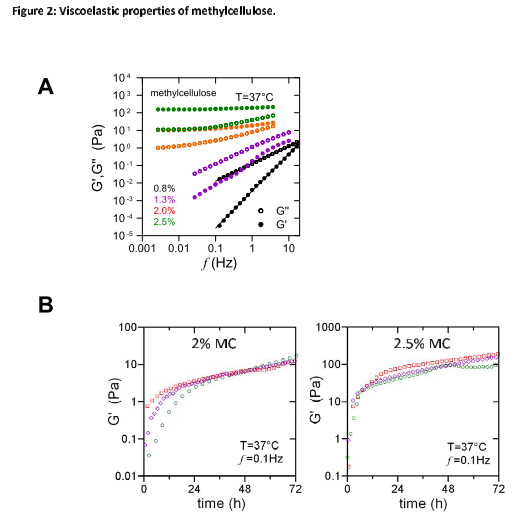 Figure 2: Viscoelastic properties of methylcellulose.
A
methylcellulose
T=37°C
10⁴
10³
10²
10¹
10⁰
10⁻¹
10⁻²
10⁻³
10⁻⁴
10⁻⁵
G',G'' (Pa)
0.8%
1.3%
2.0%
2.5%
G''
G'
0.001 0.01 0.1 1 10
f (Hz)
B
100
10
1
0.1
0.01
G' (Pa)
2% MC
T=37°C
f=0.1Hz
0 24 48 72
time (h)
1000
100
10
1
0.1
G' (Pa)
2.5% MC
T=37°C
f=0.1Hz
0 24 48 72
time (h)